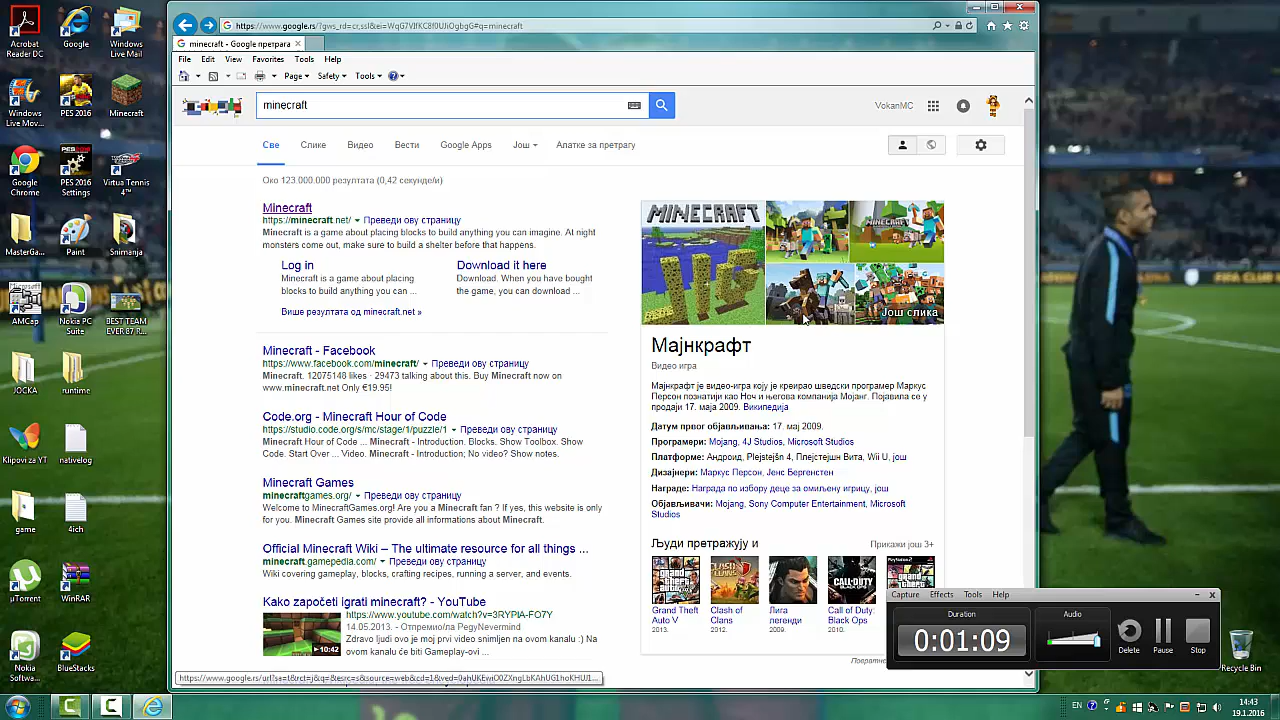 Acrobat Reader DC
Google
Windows Live Mail
Windows Live Mov...
PES 2016
Minecraft
Google Chrome
PES 2016 Settings
Virtua Tennis 4™
MasterGa...
Paint
Snimanja
AMCap
Nokia PC Suite
BEST TEAM EVER 87 R...
JOCKA
runtime
Klipovi za YT
nativelog
game
4ich
µTorrent
WinRAR
Nokia Softwa...
BlueStacks
minecraft - Google претрага
File Edit View Favorites Tools Help
Page Safety Tools
minecraft
VokanMC
Све Слике Видео Вести Google Apps Још Алатке за претрагу
Око 123.000.000 резултата (0,42 секунде/и)
Minecraft
https://minecraft.net/ Преведи ову страницу
Minecraft is a game about placing blocks to build anything you can imagine. At night
monsters come out, make sure to build a shelter before that happens.
Log in Download it here
Minecraft is a game about placing Download. When you have bought
blocks to build anything you can ... the game, you can download ...
Више резултата од minecraft.net »
Minecraft - Facebook
https://www.facebook.com/minecraft/ Преведи ову страницу
Minecraft. 12075148 likes · 29473 talking about this. Buy Minecraft now on
www.minecraft.net Only €19.95!
Code.org - Minecraft Hour of Code
https://studio.code.org/s/mc/stage/1/puzzle/1 Преведи ову страницу
Minecraft Hour of Code ... Minecraft - Introduction. Blocks. Show Toolbox. Show
Code. Start Over ... Video. Minecraft - Introduction; No video? Show notes.
Minecraft Games
minecraftgames.org/ Преведи ову страницу
Welcome to MinecraftGames.org! Are you a Minecraft fan ? If yes, this website is only
for you. Minecraft Games site provide all informations about Minecraft.
Official Minecraft Wiki – The ultimate resource for all things ...
minecraft.gamepedia.com/ Преведи ову страницу
Wiki covering gameplay, blocks, crafting recipes, running a server, and events.
Kako započeti igrati minecraft? - YouTube
https://www.youtube.com/watch?v=3RYPIA-FO7Y
14.05.2013. - Отпремио/ла PegyNevermind
Zdravo ljudi ovo je moj prvi video snimljen na ovom kanalu :) Na
ovom kanalu će biti Gameplay-ovi ...
10:42
MINECRAFT
MINECRAFT
Још слика
Мајнкрафт
Видео игра
Мајнкрафт је видео-игра коју је креирао шведски програмер Маркус
Персон познатији као Ноч и његова компанија Мојанг. Појавила се у
продаји 17. маја 2009. Википедија
Датум првог објављивања: 17. мај 2009.
Програмери: Mojang, 4J Studios, Microsoft Studios
Платформе: Андроид, Плејстејшн 4, Плејстејшн Вита, Wii U, још
Дизајнери: Маркус Персон, Јенс Бергенстен
Награде: Награда по избору деце за омиљену игрицу, још
Објављивачи: Mojang, Sony Computer Entertainment, Microsoft
Studios
Људи претражују и
Прикажи још 3+
Grand Theft Auto V
2013.
Clash of Clans
2012.
Лига легенди
2009.
Call of Duty: Black Ops
2010.
Capture Effects Tools Help
Duration
0:01:09
Audio
Delete Pause Stop
Recycle Bin
EN
14:43
19.1.2016